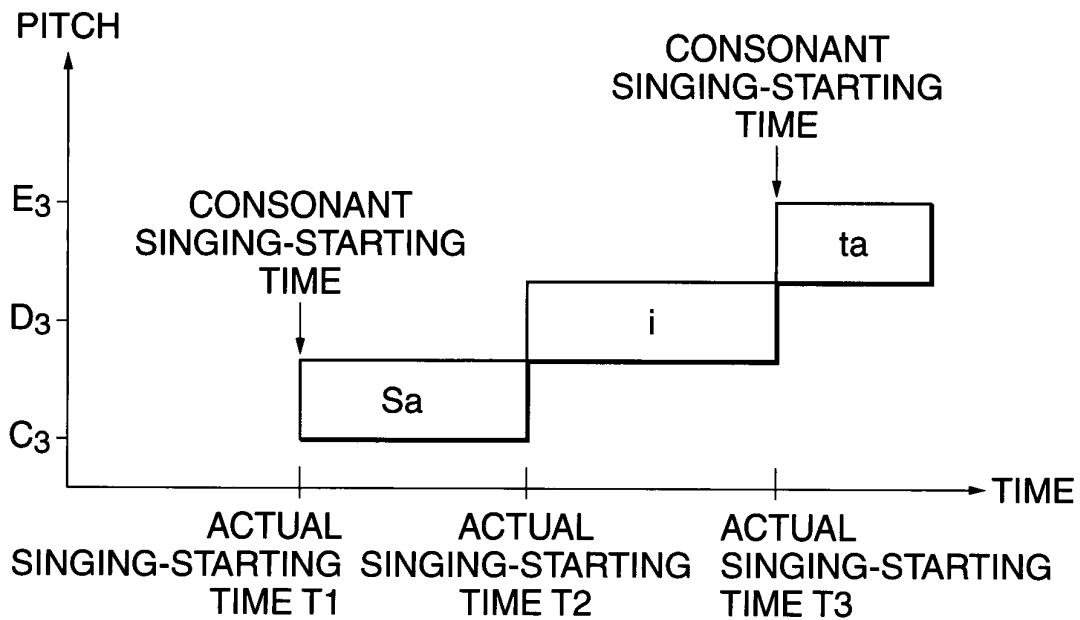 PITCH
CONSONANT
SINGING-STARTING
TIME
E3
CONSONANT
SINGING-STARTING
TIME
ta
D3
i
Sa
C3
TIME
ACTUAL
SINGING-STARTING
TIME T1
ACTUAL
SINGING-STARTING
TIME T2
ACTUAL
SINGING-STARTING
TIME T3